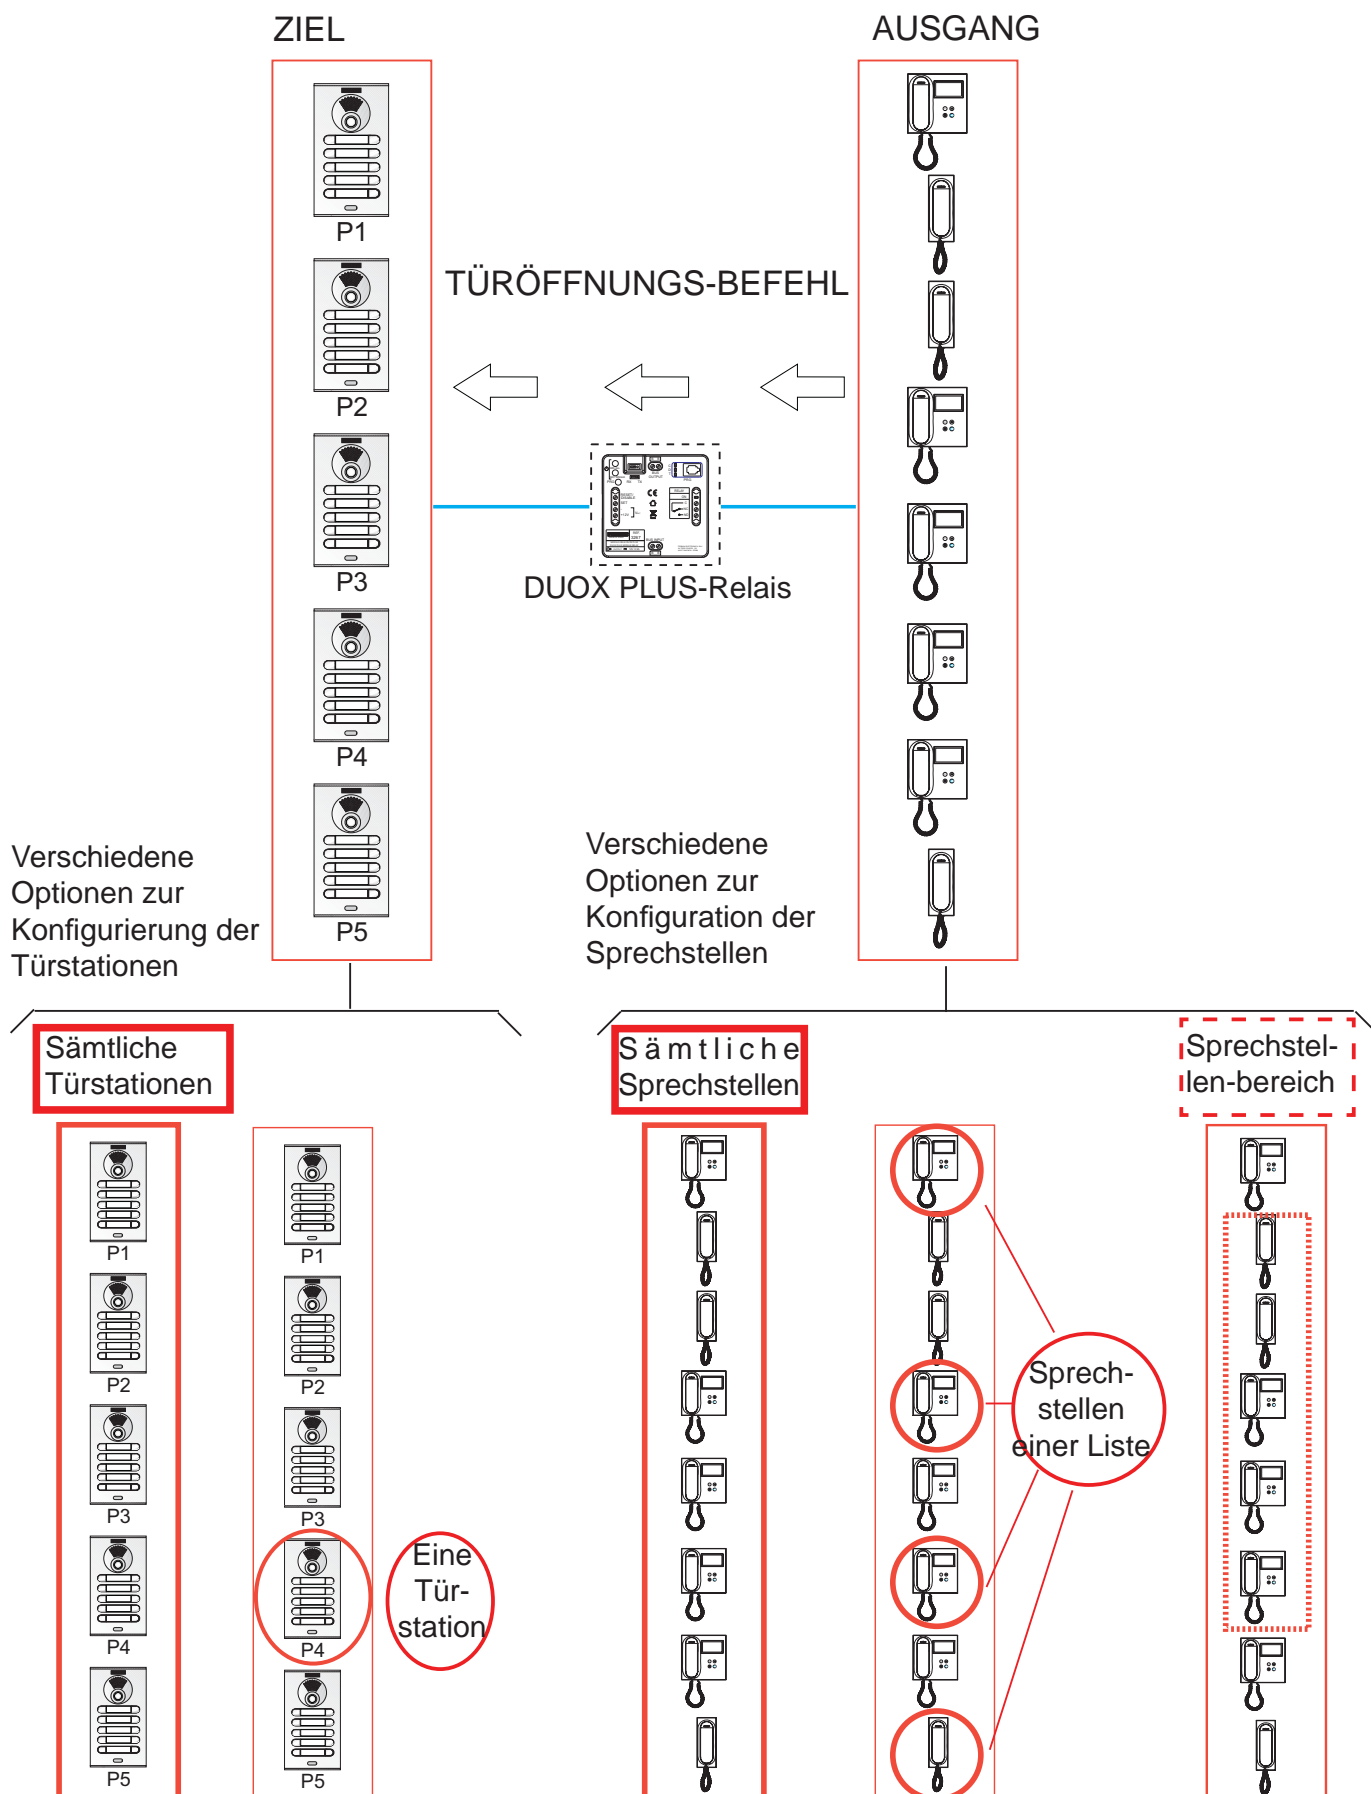 ZIEL
AUSGANG
P1
TÜRÖFFNUNGS-BEFEHL
P2
P3
DUOX PLUS-Relais
P4
P5
Verschiedene
Optionen zur
Konfigurierung der
Türstationen
Verschiedene
Optionen zur
Konfiguration der
Sprechstellen
Sämtliche
Türstationen
Sämtliche
Sprechstellen
Sprechstel-
len-bereich
P1
P2
P3
P4
P5
P1
P2
P3
P4
P5
Eine
Tür-
station
Sprech-
stellen
einer Liste